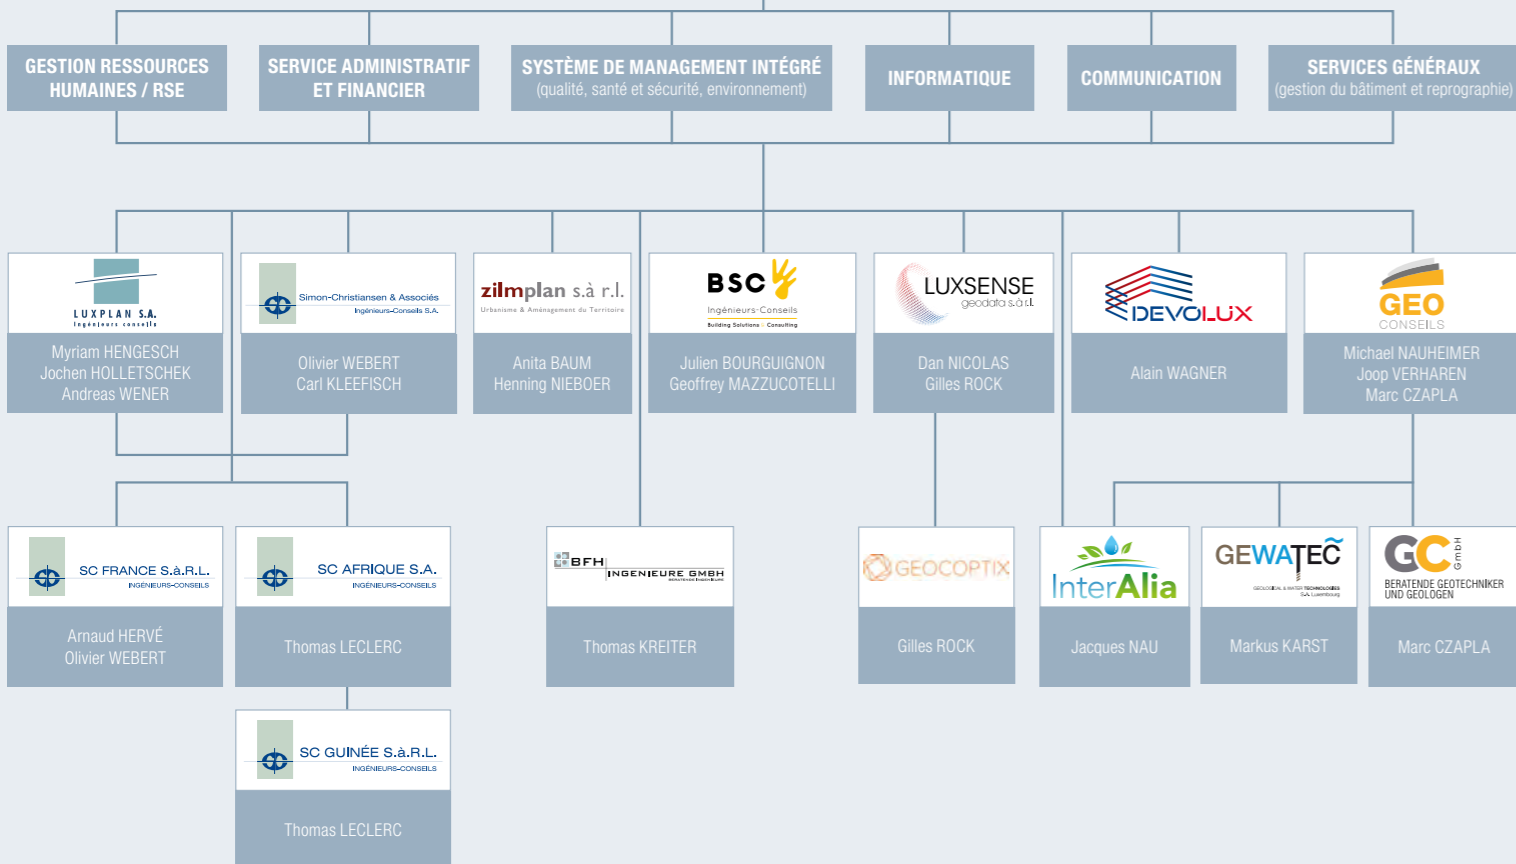 GESTION RESSOURCES
HUMAINES / RSE
SERVICE ADMINISTRATIF
ET FINANCIER
SYSTÈME DE MANAGEMENT INTÉGRÉ
(qualité, santé et sécurité, environnement)
INFORMATIQUE
COMMUNICATION
SERVICES GÉNÉRAUX
(gestion du bâtiment et reprographie)
LUXPLAN S.A.
Ingénieurs conseils
Myriam HENGESCH
Jochen HOLLETSCHEK
Andreas WENER
Simon-Christiansen & Associés
Ingénieurs-Conseils S.A.
Olivier WEBERT
Carl KLEEFISCH
zilmplan s.à r.l.
Urbanisme & Aménagement du Territoire
Anita BAUM
Henning NIEBOER
BSC
Ingénieurs-Conseils
Building Solutions & Consulting
Julien BOURGUIGNON
Geoffrey MAZZUCOTELLI
LUXSENSE
geodata s.à r.l.
Dan NICOLAS
Gilles ROCK
DEVOLUX
Alain WAGNER
GEO
CONSEILS
Michael NAUHEIMER
Joop VERHAREN
Marc CZAPLA
SC FRANCE S.à.R.L.
INGÉNIEURS-CONSEILS
Arnaud HERVÉ
Olivier WEBERT
SC AFRIQUE S.A.
INGÉNIEURS-CONSEILS
Thomas LECLERC
BFH
INGENIEURE GMBH
BERATENDE INGENIEURE
Thomas KREITER
GEOCOPTIX
Gilles ROCK
InterAlia
Jacques NAU
GEWATEC
GEOLOGICAL & WATER TECHNOLOGIES
S.A. Luxembourg
Markus KARST
GC GmbH
BERATENDE GEOTECHNIKER
UND GEOLOGEN
Marc CZAPLA
SC GUINÉE S.à.R.L.
INGÉNIEURS-CONSEILS
Thomas LECLERC